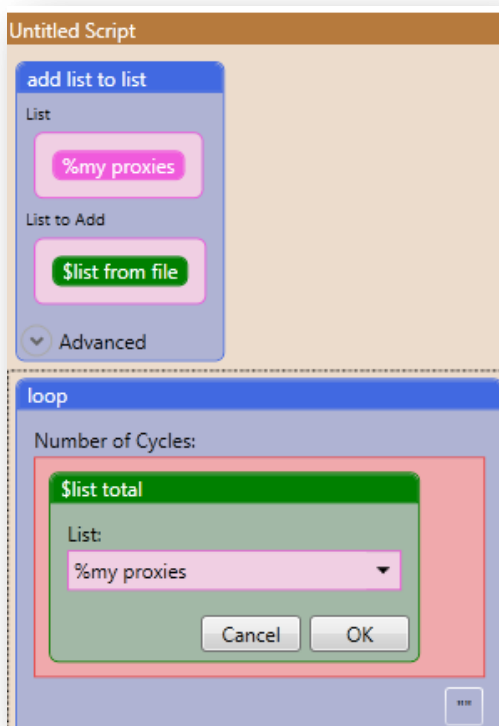 Untitled Script
add list to list
List
%my proxies
List to Add
$list from file
Advanced
loop
Number of Cycles:
$list total
List:
%my proxies
Cancel OK
""